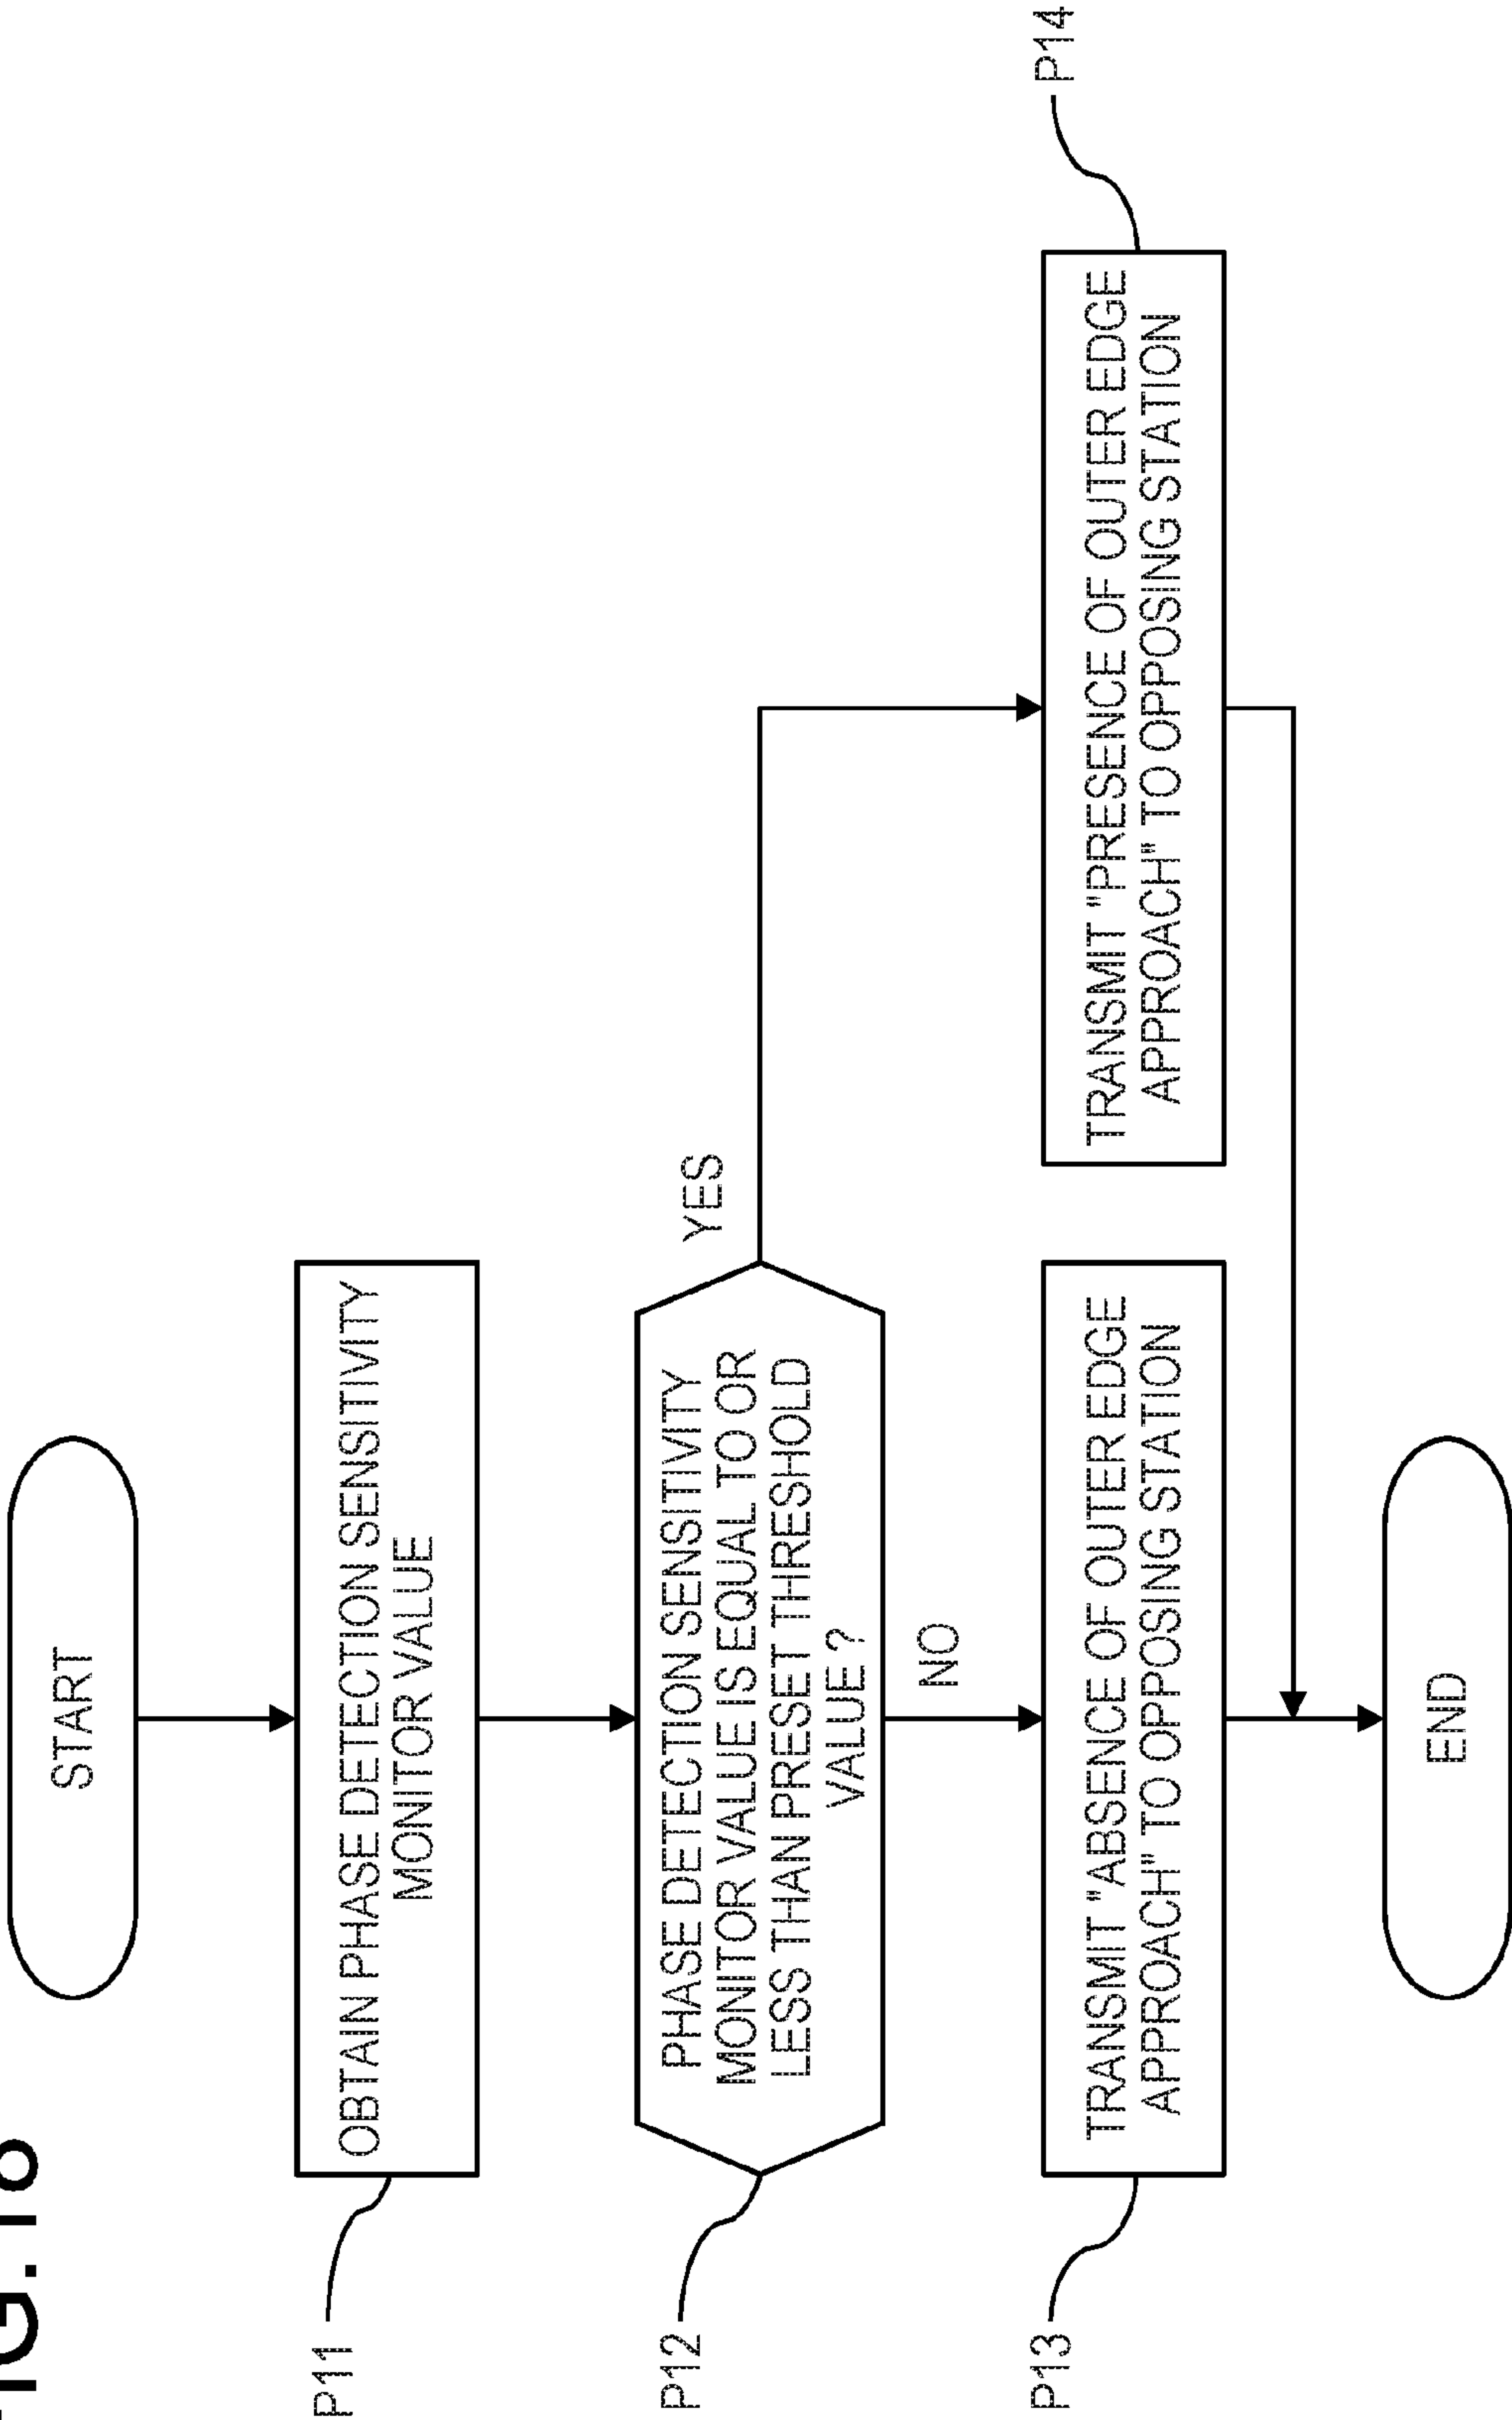 FIG.18
START
P11
OBTAIN PHASE DETECTION SENSITIVITY
MONITOR VALUE
P12
PHASE DETECTION SENSITIVITY
MONITOR VALUE IS EQUAL TO OR
LESS THAN PRESET THRESHOLD
VALUE ?
YES
NO
P13
TRANSMIT "ABSENCE OF OUTER EDGE
APPROACH" TO OPPOSING STATION
P14
TRANSMIT "PRESENCE OF OUTER EDGE
APPROACH" TO OPPOSING STATION
END